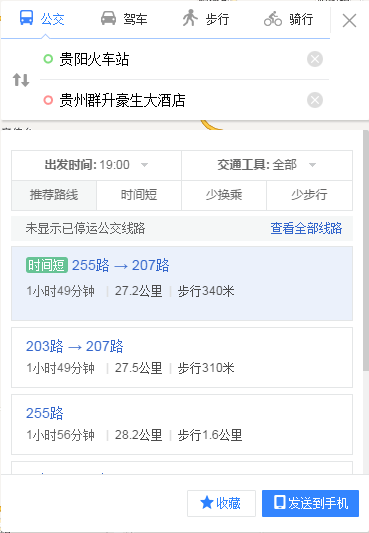 公交 驾车 步行 骑行
贵阳火车站
贵州群升豪生大酒店
出发时间: 19:00 交通工具: 全部
推荐路线 时间短 少换乘 少步行
未显示已停运公交线路 查看全部线路
时间短 255路 → 207路
1小时49分钟 | 27.2公里 | 步行340米
203路 → 207路
1小时49分钟 | 27.5公里 | 步行310米
255路
1小时56分钟 | 28.2公里 | 步行1.6公里
收藏 发送到手机